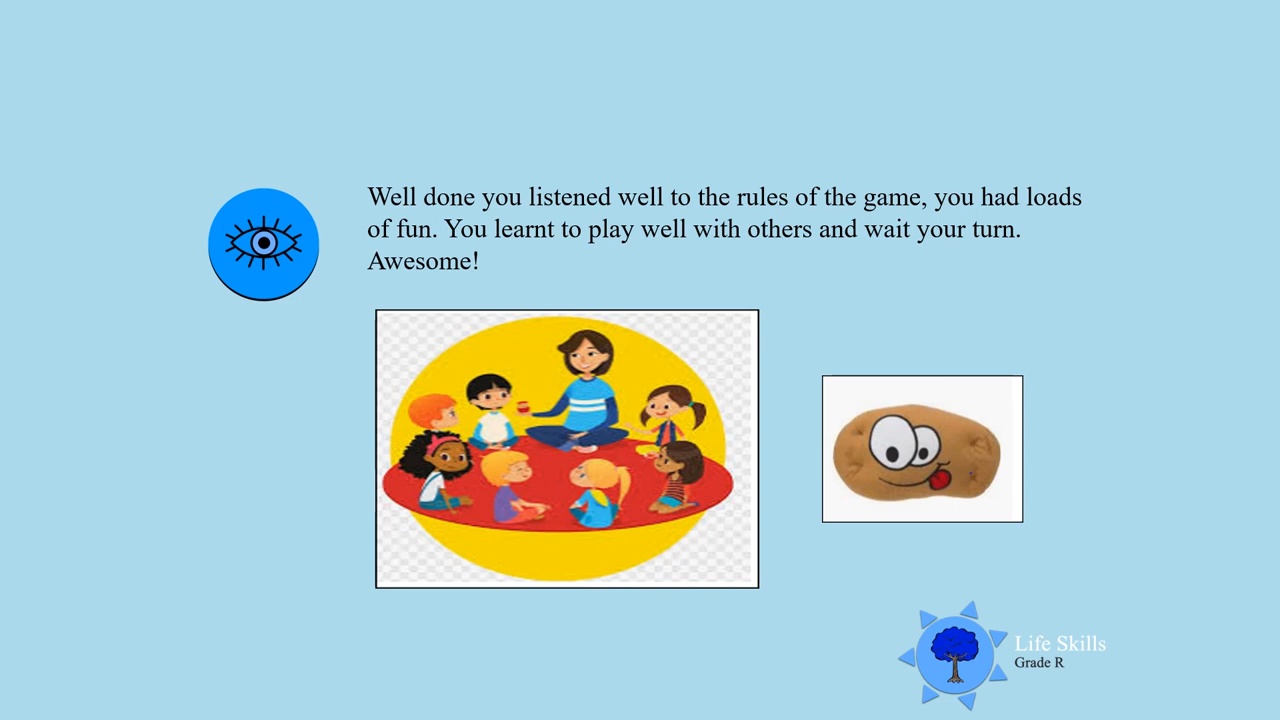 Well done you listened well to the rules of the game, you had loads
of fun. You learnt to play well with others and wait your turn.
Awesome!
Life Skills
Grade R